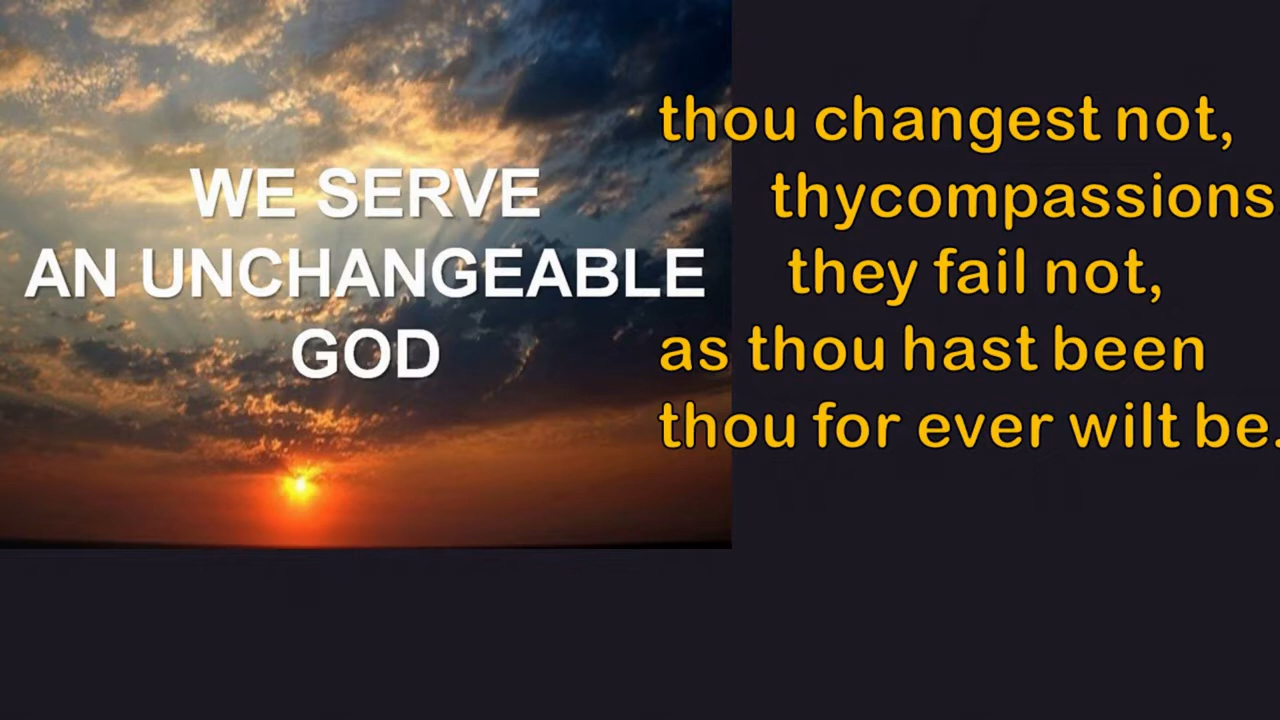 WE SERVE
AN UNCHANGEABLE
GOD
thou changest not,
thycompassions
they fail not,
as thou hast been
thou for ever wilt be.